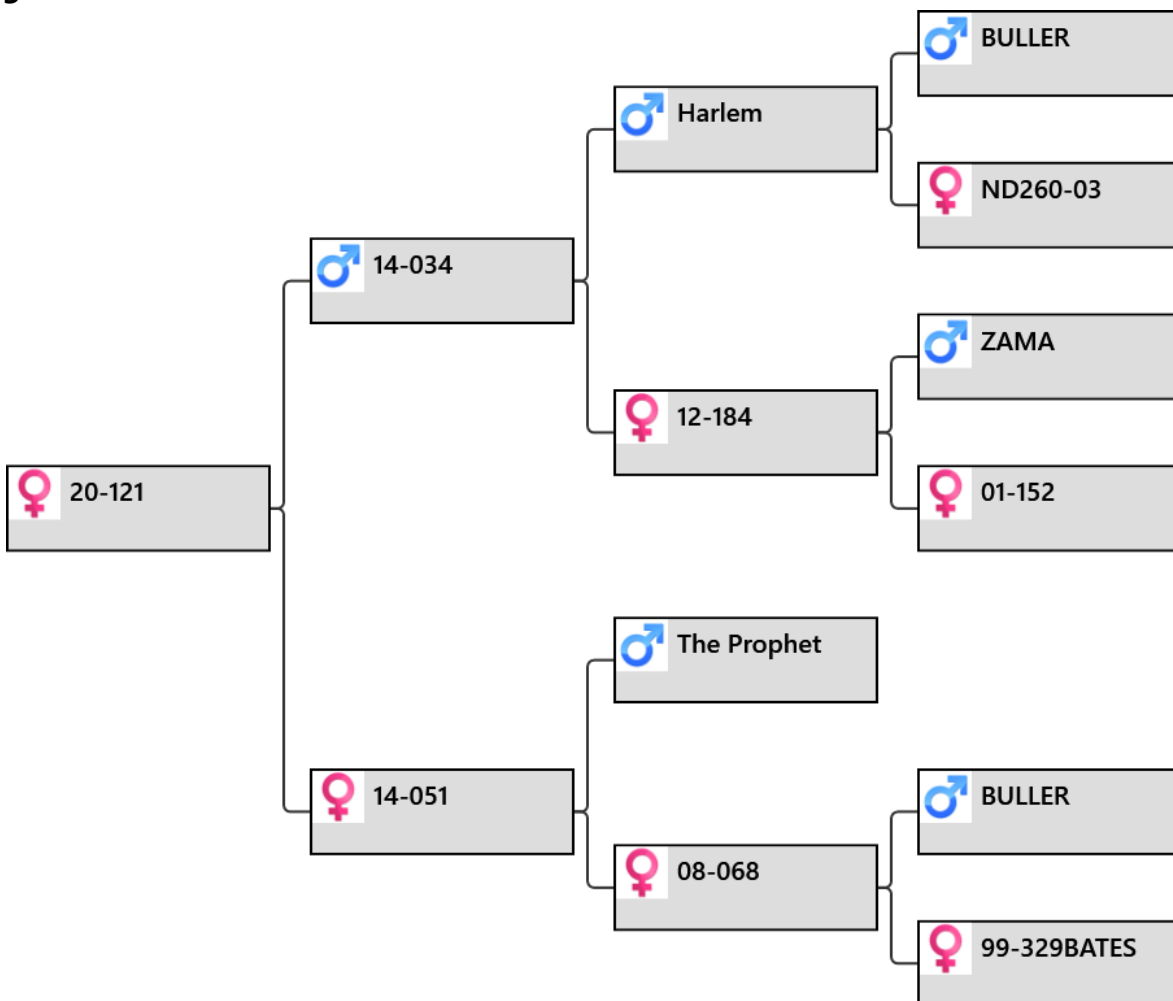 BULLER
Harlem
ND260-03
14-034
ZAMA
12-184
01-152
20-121
The Prophet
14-051
BULLER
08-068
99-329BATES